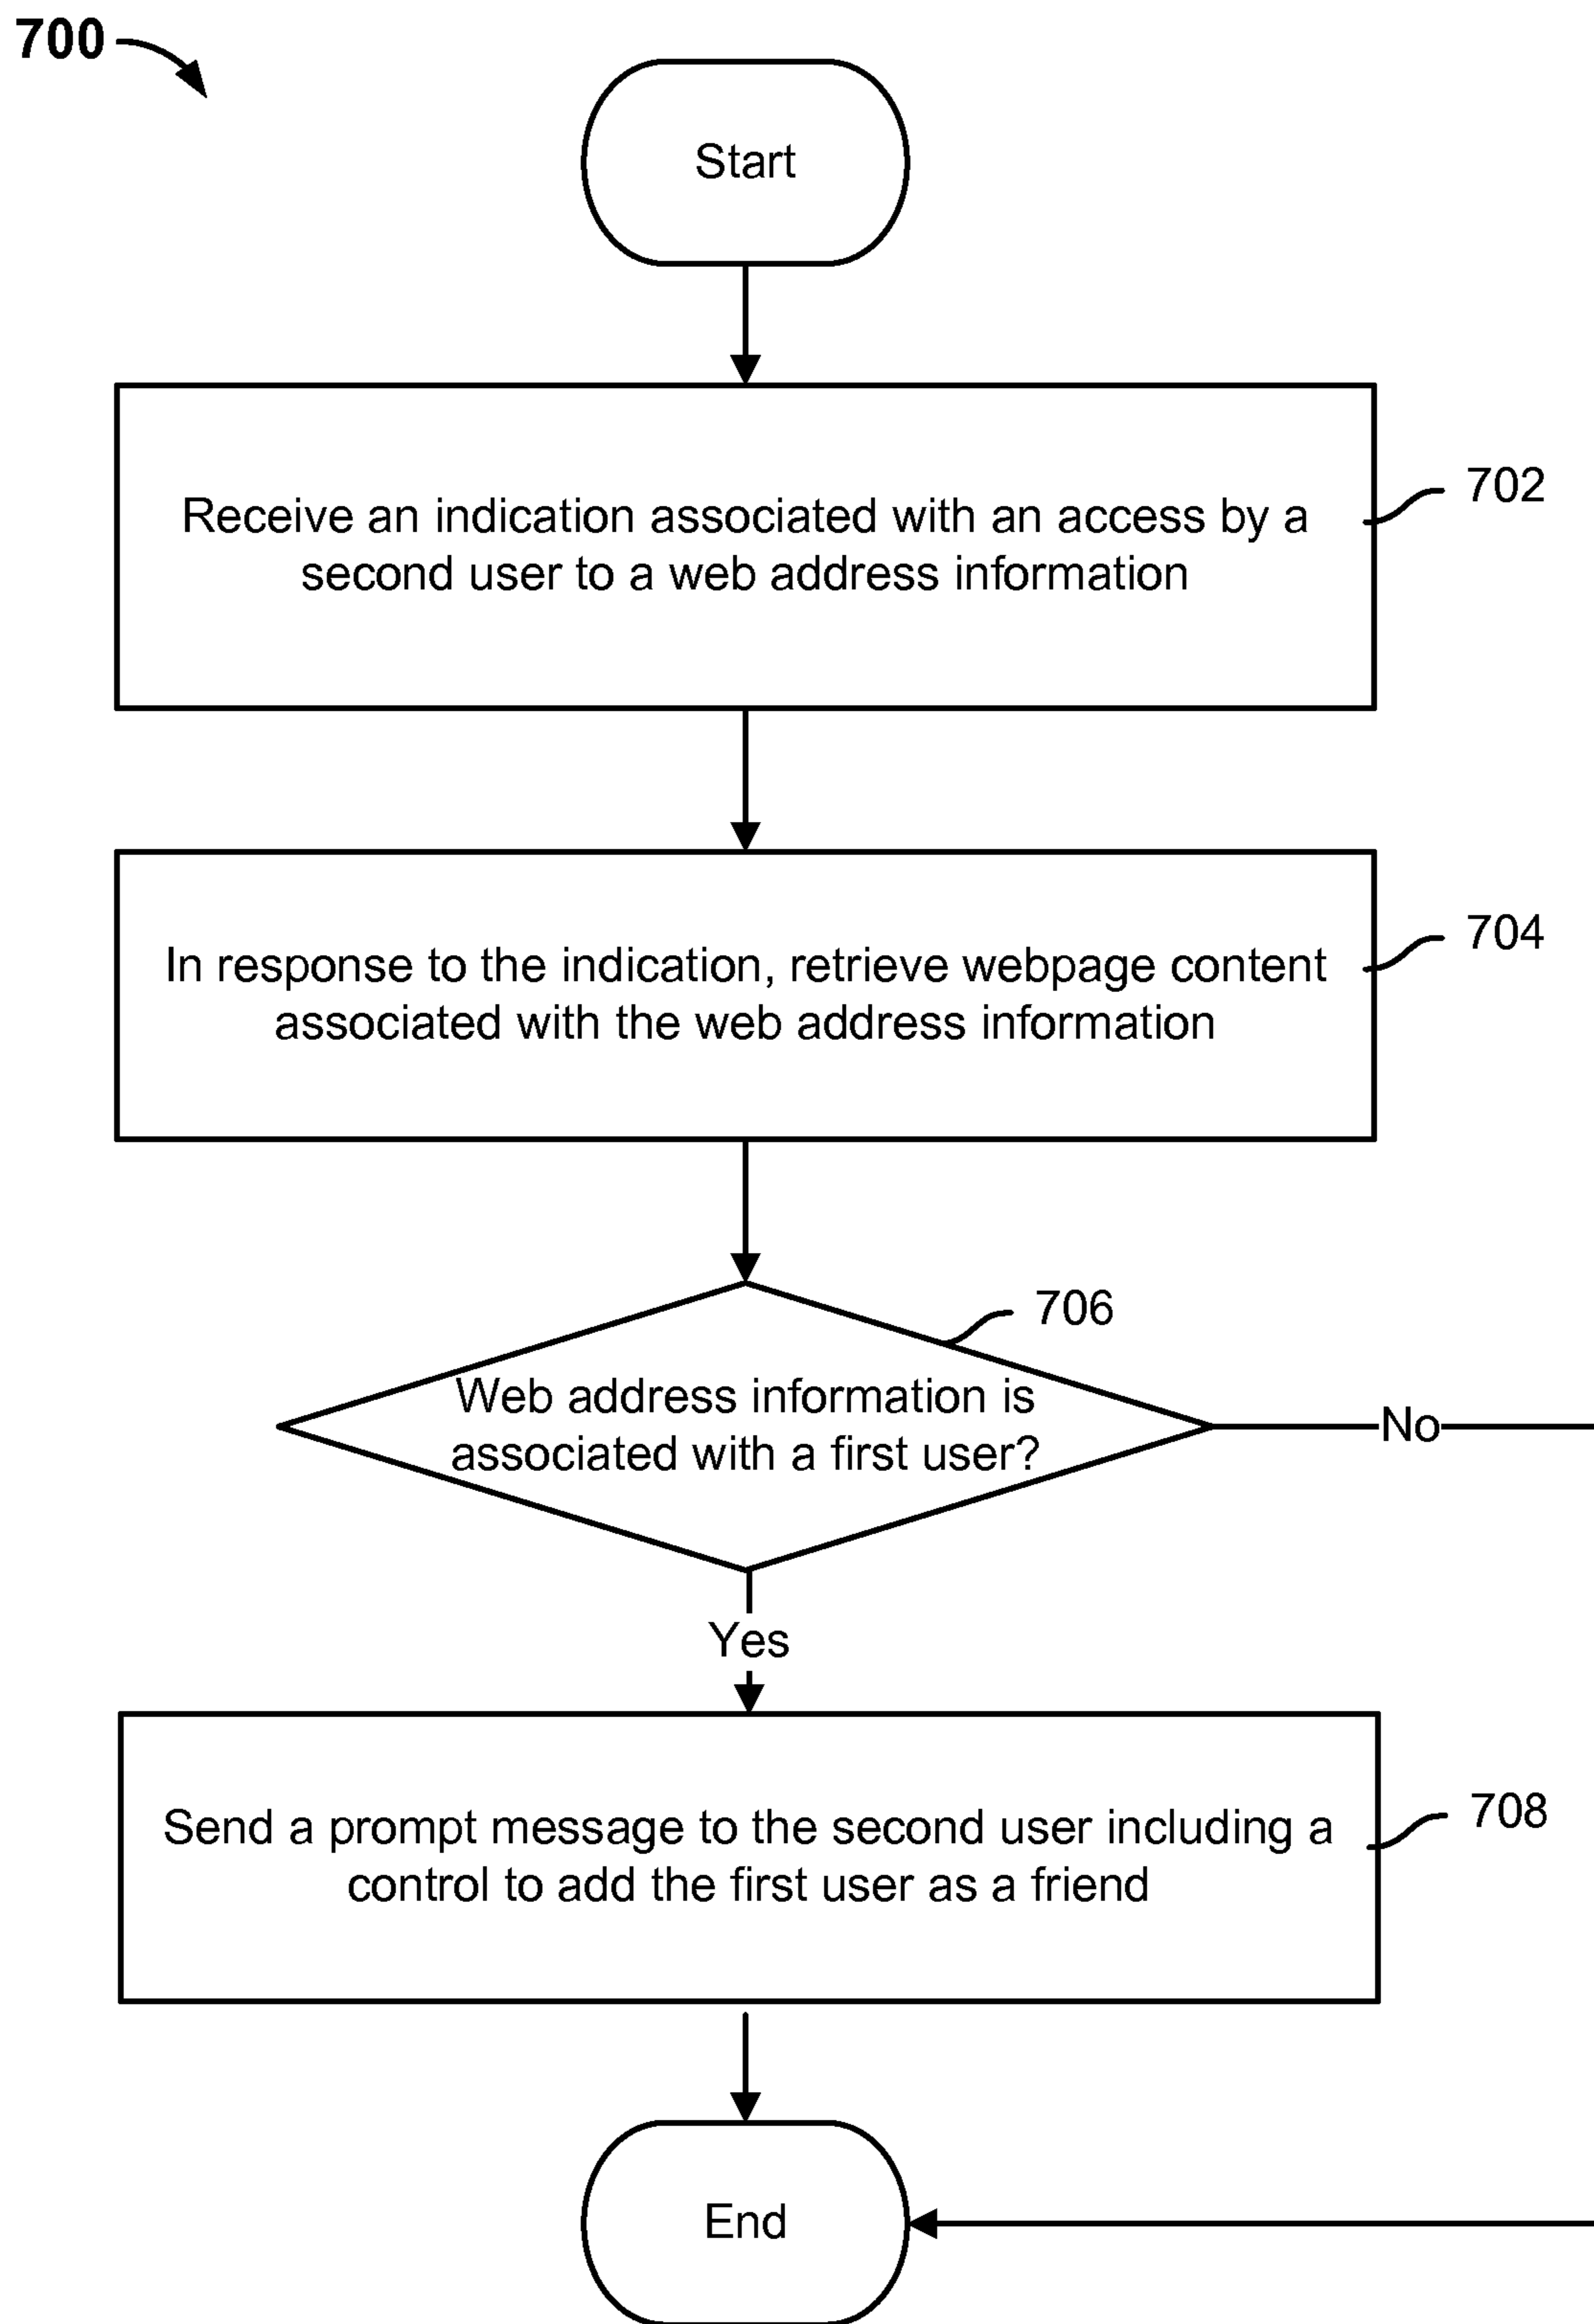 700
Start
Receive an indication associated with an access by a
second user to a web address information
702
In response to the indication, retrieve webpage content
associated with the web address information
704
706
Web address information is
associated with a first user?
No
Yes
Send a prompt message to the second user including a
control to add the first user as a friend
708
End